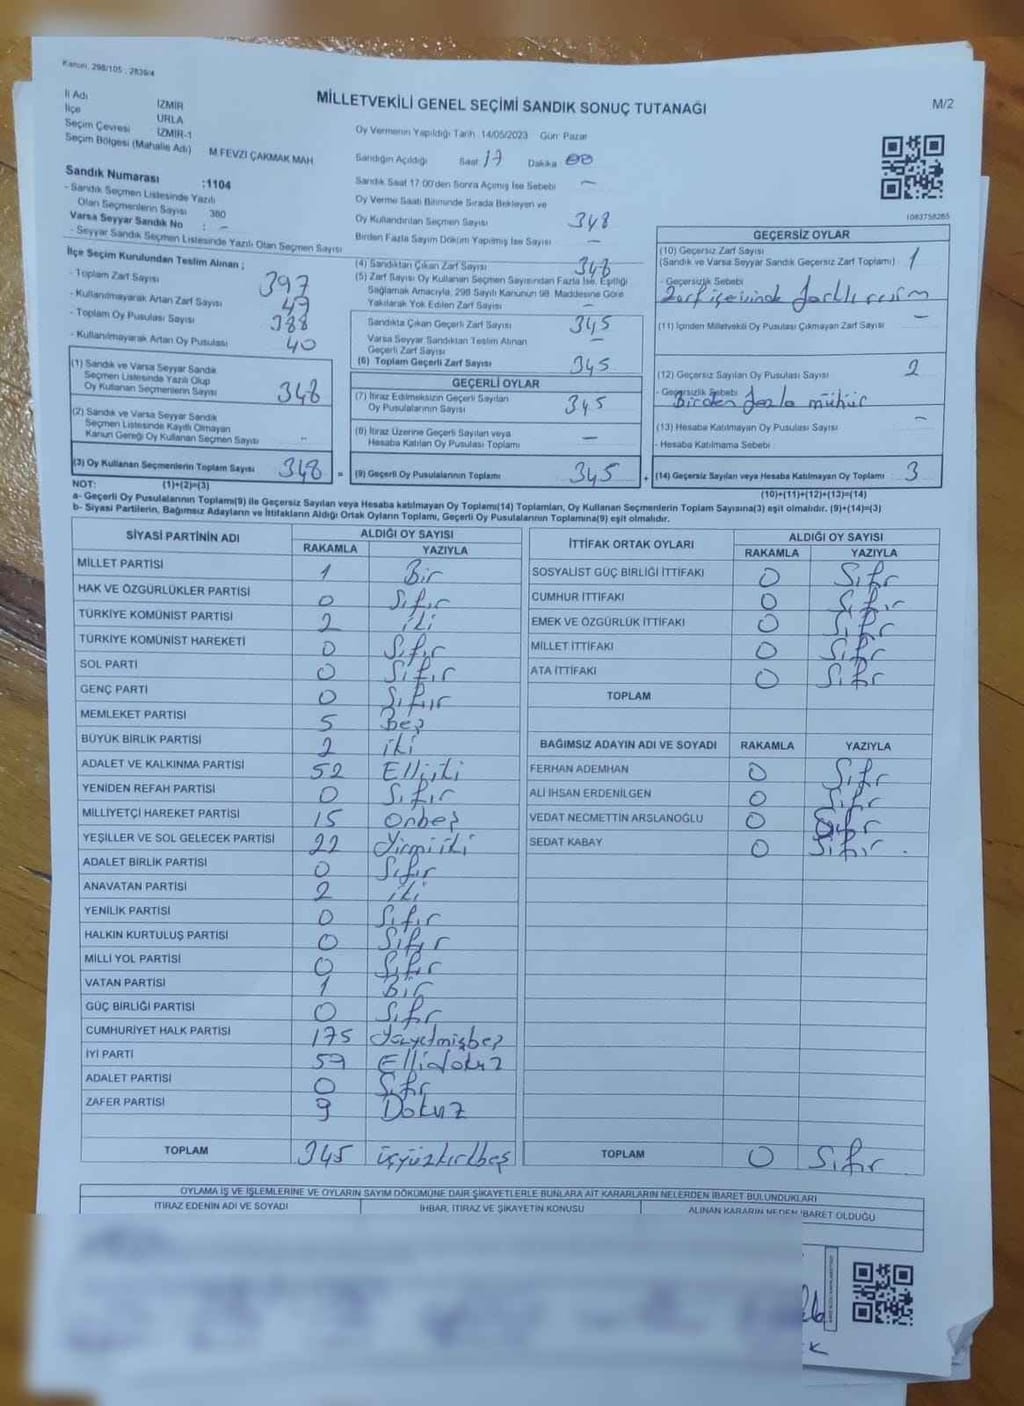 Kanun: 298/105 , 2839/4
MİLLETVEKİLİ GENEL SEÇİMİ SANDIK SONUÇ TUTANAĞI
M/2
İl Adı İZMİR
İlçe URLA
Seçim Çevresi İZMİR-1
Seçim Bölgesi (Mahalle Adı) M.FEVZİ ÇAKMAK MAH
Sandık Numarası :1104
- Sandık Seçmen Listesinde Yazılı
Olan Seçmenlerin Sayısı 380
Varsa Seyyar Sandık No : -
- Seyyar Sandık Seçmen Listesinde Yazılı Olan Seçmen Sayısı
Oy Vermenin Yapıldığı Tarih :14/05/2023 Gün: Pazar
Sandığın Açıldığı Saat 17 Dakika 00
Sandık Saat 17:00'den Sonra Açılmış İse Sebebi -
Oy Verme Saati Bitiminde Sırada Bekleyen ve
Oy Kullandırılan Seçmen Sayısı 348
Birden Fazla Sayım Döküm Yapılmış İse Sayısı -
1083758265
İlçe Seçim Kurulundan Teslim Alınan ;
- Toplam Zarf Sayısı 397
- Kullanılmayarak Artan Zarf Sayısı 49
- Toplam Oy Pusulası Sayısı 388
- Kullanılmayarak Artan Oy Pusulası 40
(1) Sandık ve Varsa Seyyar Sandık
Seçmen Listesinde Yazılı Olup
Oy Kullanan Seçmenlerin Sayısı 348
(2) Sandık ve Varsa Seyyar Sandık
Seçmen Listesinde Kayıtlı Olmayan
Kanun Gereği Oy Kullanan Seçmen Sayısı -
(3) Oy Kullanan Seçmenlerin Toplam Sayısı 348 =
(4) Sandıktan Çıkan Zarf Sayısı 348
(5) Zarf Sayısı Oy Kullanan Seçmen Sayısından Fazla İse, Eşitliği
Sağlamak Amacıyla, 298 Sayılı Kanunun 98. Maddesine Göre
Yakılarak Yok Edilen Zarf Sayısı -
Sandıkta Çıkan Geçerli Zarf Sayısı 345
Varsa Seyyar Sandıktan Teslim Alınan
Geçerli Zarf Sayısı -
(6) Toplam Geçerli Zarf Sayısı 345
GEÇERLİ OYLAR
(7) İtiraz Edilmeksizin Geçerli Sayılan
Oy Pusulalarının Sayısı 345
(8) İtiraz Üzerine Geçerli Sayılan veya
Hesaba Katılan Oy Pusulası Toplamı -
(9) Geçerli Oy Pusulalarının Toplamı 345 +
GEÇERSİZ OYLAR
(10) Geçersiz Zarf Sayısı
(Sandık ve Varsa Seyyar Sandık Geçersiz Zarf Toplamı) 1
- Geçersizlik Sebebi
Zarf içerisinde farklı cisim
(11) İçinden Milletvekili Oy Pusulası Çıkmayan Zarf Sayısı -
(12) Geçersiz Sayılan Oy Pusulası Sayısı 2
- Geçersizlik Sebebi
Birden fazla mühür
(13) Hesaba Katılmayan Oy Pusulası Sayısı -
- Hesaba Katılmama Sebebi
(14) Geçersiz Sayılan veya Hesaba Katılmayan Oy Toplamı 3
NOT: (1)+(2)=(3)
(10)+(11)+(12)+(13)=(14)
a- Geçerli Oy Pusulalarının Toplamı(9) ile Geçersiz Sayılan veya Hesaba katılmayan Oy Toplamı(14) Toplamları, Oy Kullanan Seçmenlerin Toplam Sayısına(3) eşit olmalıdır. (9)+(14)=(3)
b- Siyasi Partilerin, Bağımsız Adayların ve İttifakların Aldığı Ortak Oyların Toplamı, Geçerli Oy Pusulalarının Toplamına(9) eşit olmalıdır.
SİYASİ PARTİNİN ADI ALDIĞI OY SAYISI
RAKAMLA YAZIYLA
MİLLET PARTİSİ 1 Bir
HAK VE ÖZGÜRLÜKLER PARTİSİ 0 Sıfır
TÜRKİYE KOMÜNİST PARTİSİ 2 iki
TÜRKİYE KOMÜNİST HAREKETİ 0 Sıfır
SOL PARTİ 0 Sıfır
GENÇ PARTİ 0 Sıfır
MEMLEKET PARTİSİ 5 Beş
BÜYÜK BİRLİK PARTİSİ 2 iki
ADALET VE KALKINMA PARTİSİ 52 Elliiki
YENİDEN REFAH PARTİSİ 0 Sıfır
MİLLİYETÇİ HAREKET PARTİSİ 15 Onbeş
YEŞİLLER VE SOL GELECEK PARTİSİ 22 Yirmiiki
ADALET BİRLİK PARTİSİ 0 Sıfır
ANAVATAN PARTİSİ 2 iki
YENİLİK PARTİSİ 0 Sıfır
HALKIN KURTULUŞ PARTİSİ 0 Sıfır
MİLLİ YOL PARTİSİ 0 Sıfır
VATAN PARTİSİ 1 Bir
GÜÇ BİRLİĞİ PARTİSİ 0 Sıfır
CUMHURİYET HALK PARTİSİ 175 Yüzyetmişbeş
İYİ PARTİ 59 Ellidokuz
ADALET PARTİSİ 0 Sıfır
ZAFER PARTİSİ 9 Dokuz
TOPLAM 345 üçyüzkırkbeş
İTTİFAK ORTAK OYLARI ALDIĞI OY SAYISI
RAKAMLA YAZIYLA
SOSYALİST GÜÇ BİRLİĞİ İTTİFAKI 0 Sıfır
CUMHUR İTTİFAKI 0 Sıfır
EMEK VE ÖZGÜRLÜK İTTİFAKI 0 Sıfır
MİLLET İTTİFAKI 0 Sıfır
ATA İTTİFAKI 0 Sıfır
TOPLAM
BAĞIMSIZ ADAYIN ADI VE SOYADI RAKAMLA YAZIYLA
FERHAN ADEMHAN 0 Sıfır
ALİ İHSAN ERDENİLGEN 0 Sıfır
VEDAT NECMETTİN ARSLANOĞLU 0 Sıfır
SEDAT KABAY 0 Sıfır
TOPLAM 0 Sıfır
OYLAMA İŞ VE İŞLEMLERİNE VE OYLARIN SAYIM DÖKÜMÜNE DAİR ŞİKAYETLERLE BUNLARA AİT KARARLARIN NELERDEN İBARET BULUNDUKLARI
İTİRAZ EDENİN ADI VE SOYADI İHBAR, İTİRAZ VE ŞİKAYETİN KONUSU ALINAN KARARIN NEDEN İBARET OLDUĞU